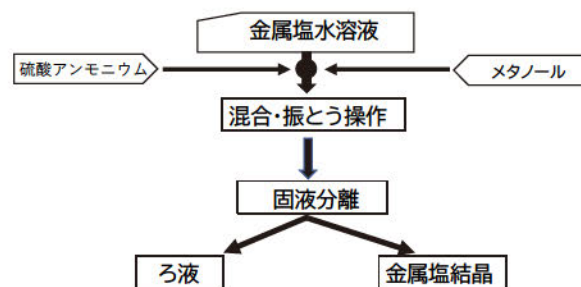 金属塩水溶液
硫酸アンモニウム
メタノール
混合・振とう操作
固液分離
ろ液
金属塩結晶